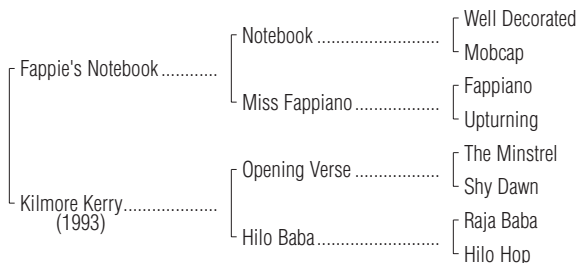 Well Decorated
Notebook ............................
Mobcap
Fappie's Notebook ............
Fappiano
Miss Fappiano ...................
Upturning
The Minstrel
Opening Verse ...................
Shy Dawn
Kilmore Kerry.....................
(1993)
Raja Baba
Hilo Baba............................
Hilo Hop